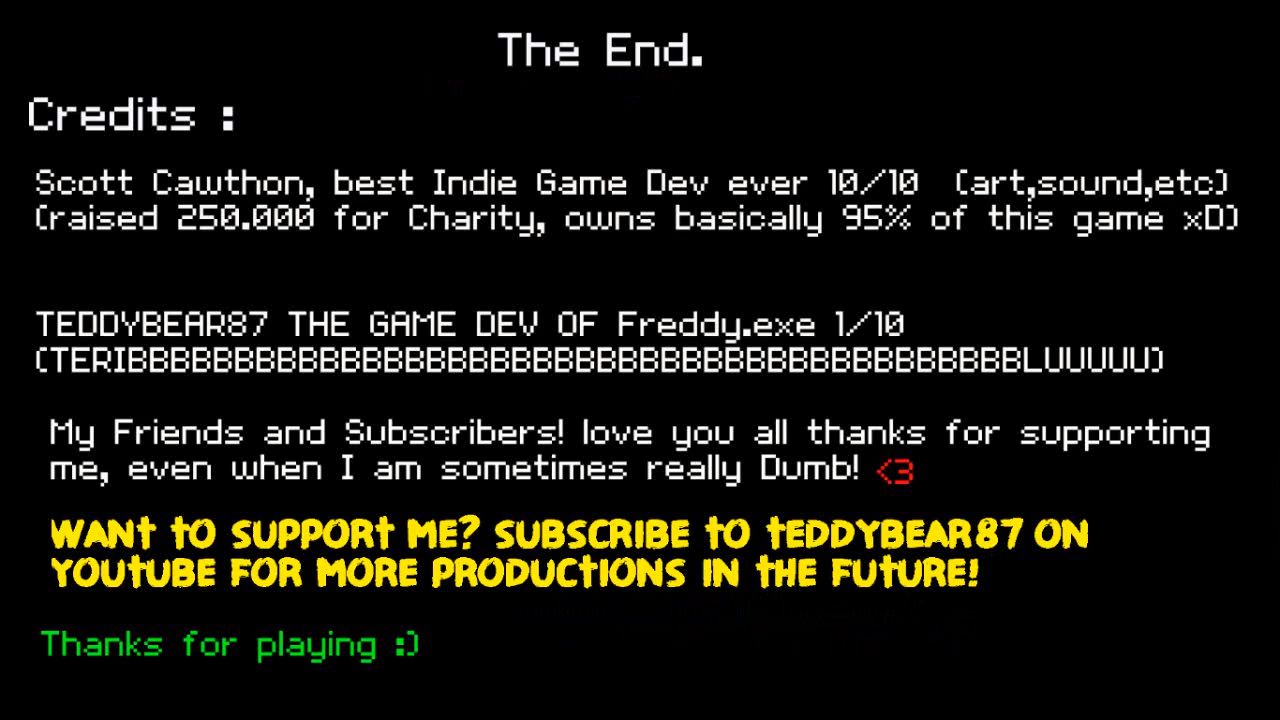 The End.
Credits :
Scott Cawthon, best Indie Game Dev ever 10/10 (art,sound,etc)
(raised 250.000 for Charity, owns basically 95% of this game xD)
TEDDYBEAR87 THE GAME DEV OF Freddy.exe 1/10
(TERIBBBBBBBBBBBBBBBBBBBBBBBBBBBBBBBBBBBBBBBBBBBBBBBBBBLUUUUU)
My Friends and Subscribers! love you all thanks for supporting
me, even when I am sometimes really Dumb! <3
WANT TO SUPPORT ME? SUBSCRIBE TO TEDDYBEAR87 ON
YOUTUBE FOR MORE PRODUCTIONS IN THE FUTURE!
Thanks for playing :)